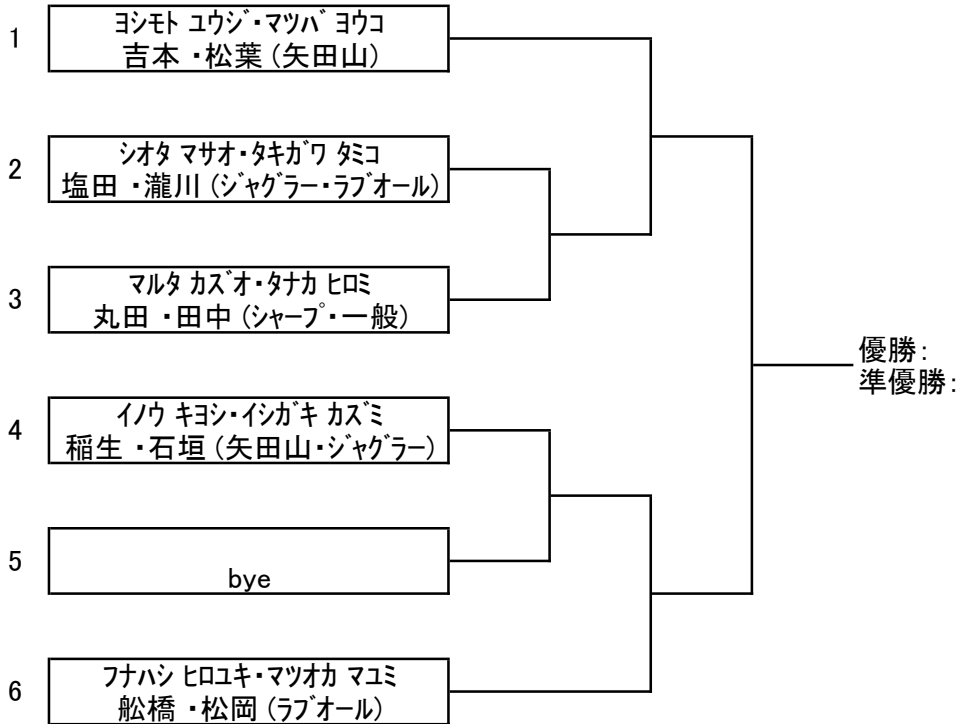 1
ﾖｼﾓﾄ ﾕｳｼﾞ・ﾏﾂﾊﾞ ﾖｳｺ
吉本 ・松葉 (矢田山)
2
ｼｵﾀ ﾏｻｵ・ﾀｷｶﾞﾜ ﾀﾐｺ
塩田 ・瀧川 (ｼﾞｬｸﾞﾗｰ・ﾗﾌﾞｵｰﾙ)
3
ﾏﾙﾀ ｶｽﾞｵ・ﾀﾅｶ ﾋﾛﾐ
丸田 ・田中 (ｼｬｰﾌﾟ・一般)
優勝:
準優勝:
4
ｲﾉｳ ｷﾖｼ・ｲｼｶﾞｷ ｶｽﾞﾐ
稲生 ・石垣 (矢田山・ｼﾞｬｸﾞﾗｰ)
5
bye
6
ﾌﾅﾊｼ ﾋﾛﾕｷ・ﾏﾂｵｶ ﾏﾕﾐ
舩橋 ・松岡 (ﾗﾌﾞｵｰﾙ)